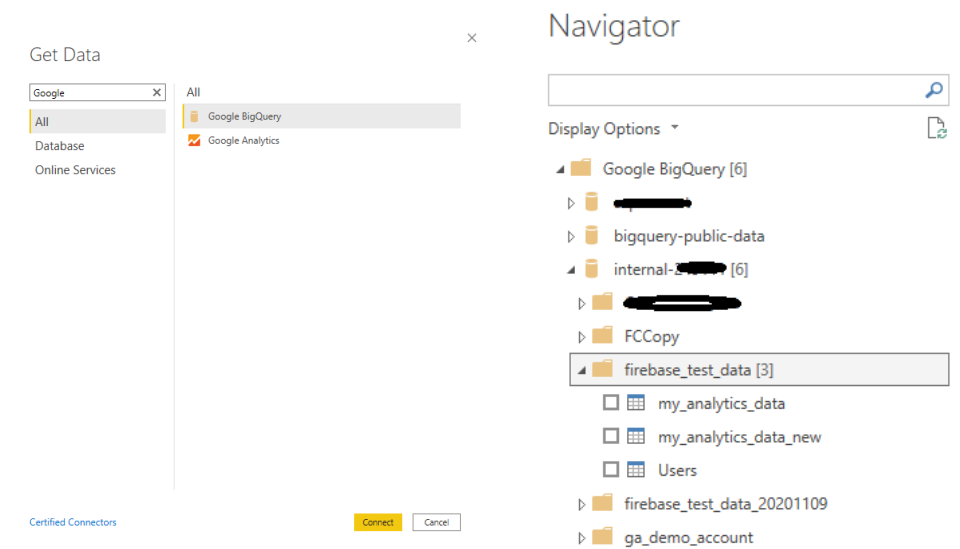 Get Data
Google
All
Database
Online Services
All
Google BigQuery
Google Analytics
Certified Connectors
Connect
Cancel
Navigator
Display Options
Google BigQuery [6]
bigquery-public-data
internal- [6]
FCCopy
firebase_test_data [3]
my_analytics_data
my_analytics_data_new
Users
firebase_test_data_20201109
ga_demo_account